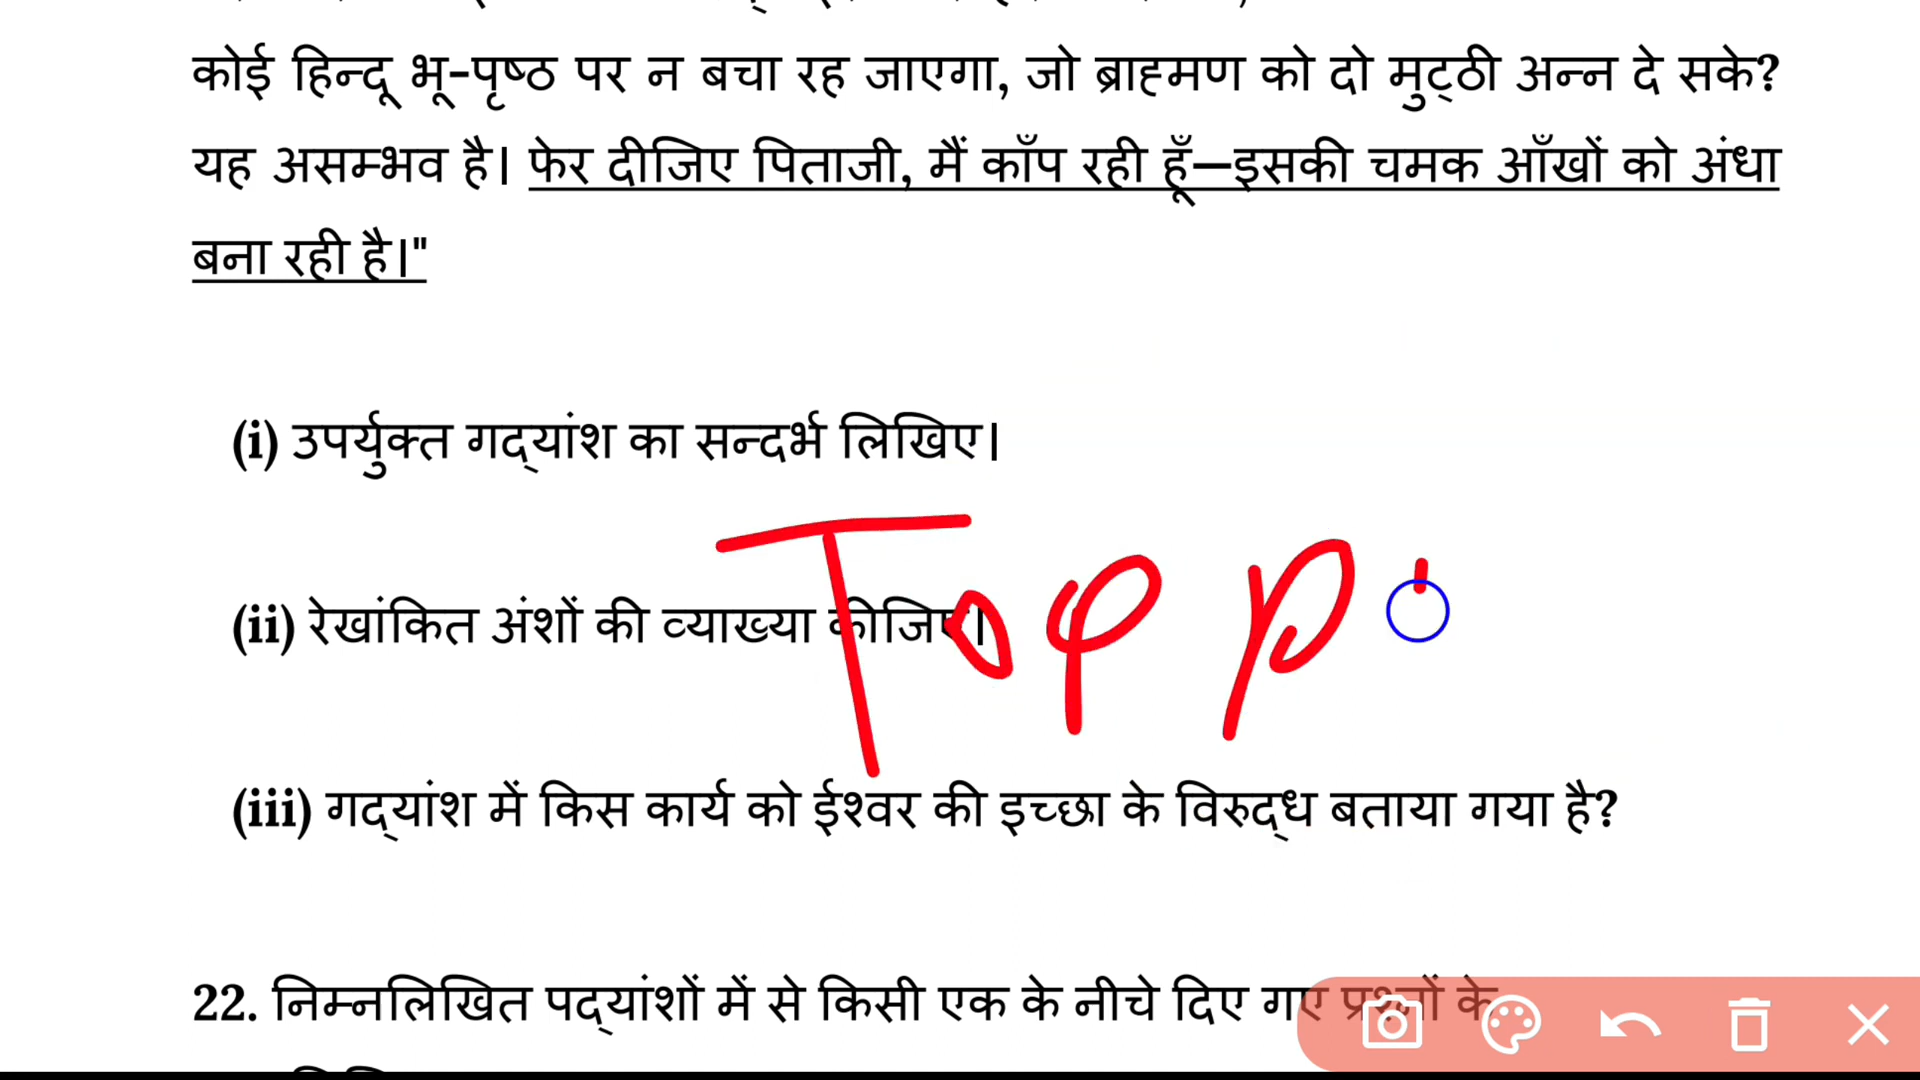 कोई हिन्दू भू-पृष्ठ पर न बचा रह जाएगा, जो ब्राह्मण को दो मुट्ठी अन्न दे सके?
यह असम्भव है। फेर दीजिए पिताजी, मैं काँप रही हूँ—इसकी चमक आँखों को अंधा
बना रही है।"
(i) उपर्युक्त गद्यांश का सन्दर्भ लिखिए।
(ii) रेखांकित अंशों की व्याख्या कीजिए।
Top p
(iii) गद्यांश में किस कार्य को ईश्वर की इच्छा के विरुद्ध बताया गया है?
22. निम्नलिखित पद्यांशों में से किसी एक के नीचे दिए गए प्रश्नों के